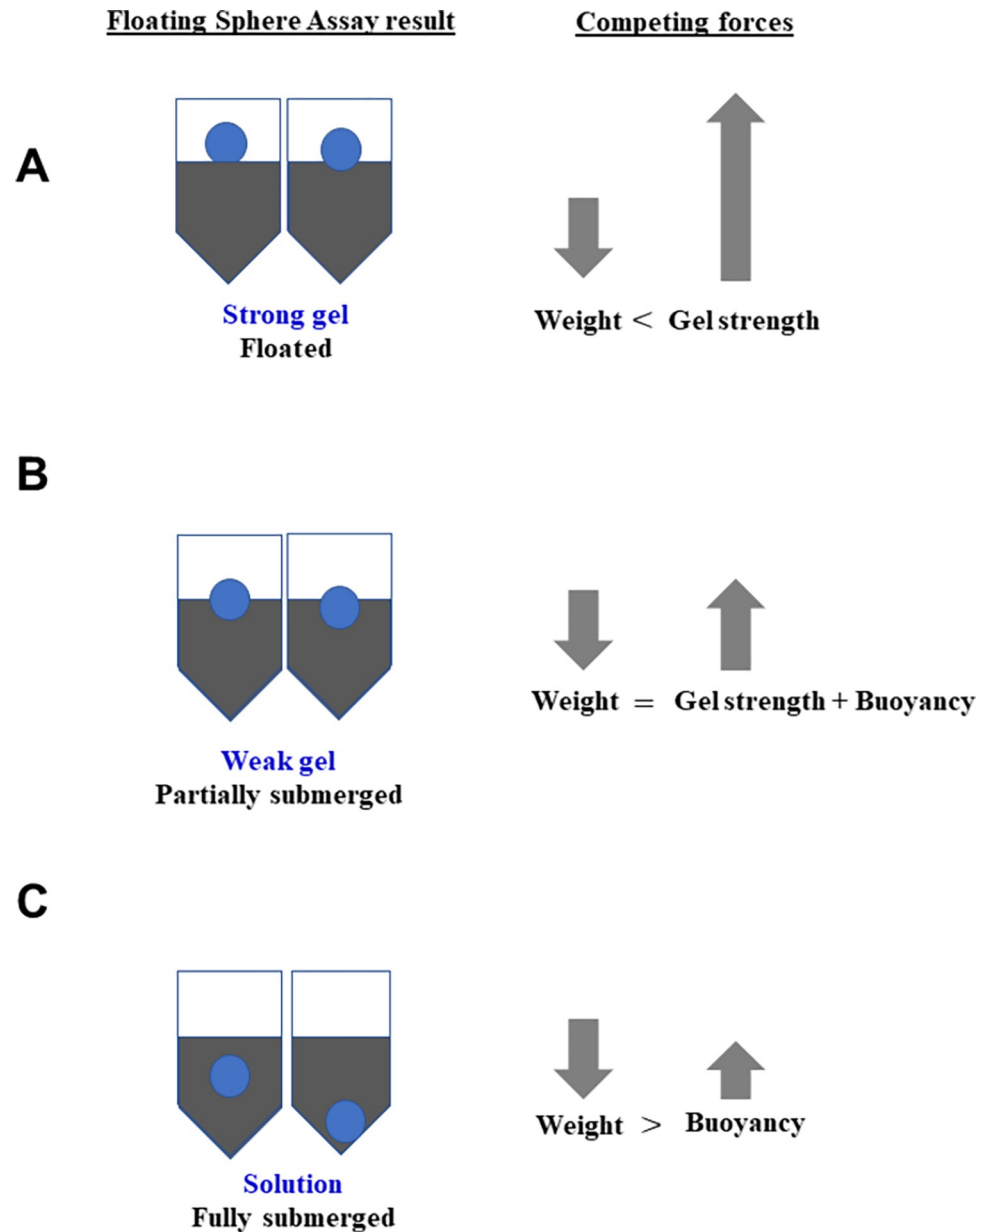 Floating Sphere Assay result
Competing forces
A
Strong gel
Floated
Weight < Gel strength
B
Weight = Gel strength + Buoyancy
Weak gel
Partially submerged
C
Weight > Buoyancy
Solution
Fully submerged